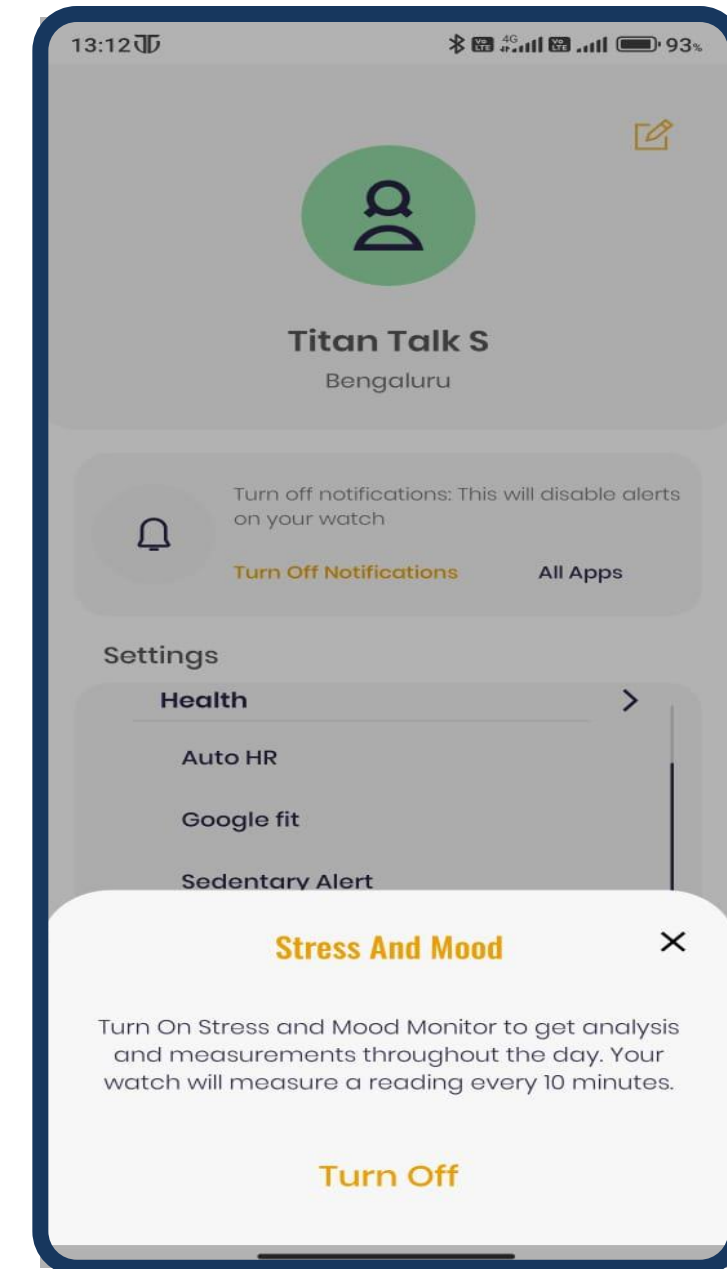 13:12
4G 93%
Titan Talk S
Bengaluru
Turn off notifications: This will disable alerts
on your watch
Turn Off Notifications All Apps
Settings
Health
Auto HR
Google fit
Sedentary Alert
Stress And Mood
Turn On Stress and Mood Monitor to get analysis
and measurements throughout the day. Your
watch will measure a reading every 10 minutes.
Turn Off